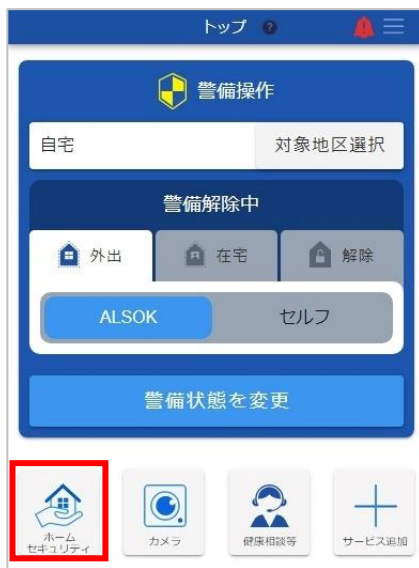 トップ ?
警備操作
自宅
対象地区選択
警備解除中
外出
在宅
解除
ALSOK
セルフ
警備状態を変更
ホーム
セキュリティ
カメラ
健康相談等
サービス追加